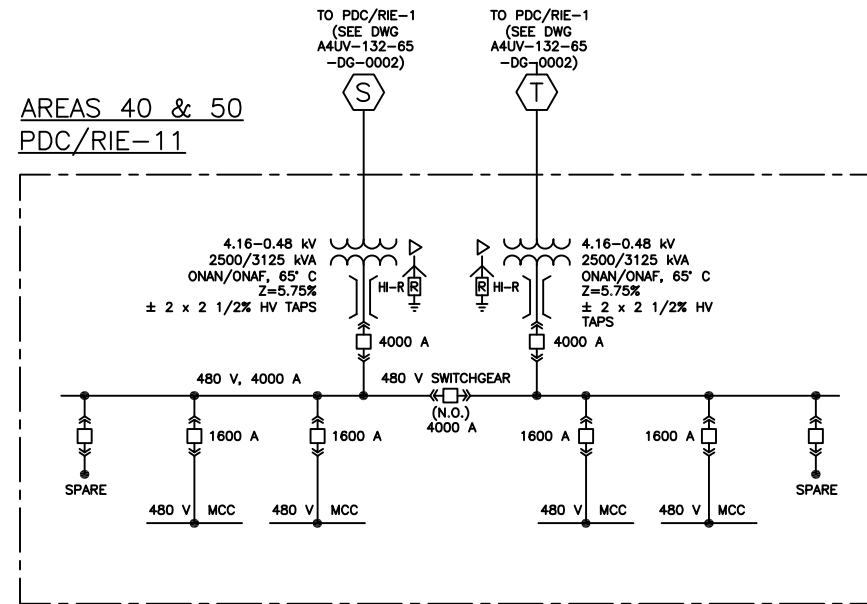 TO PDC/RIE-1
(SEE DWG
A4UV-132-65
-DG-0002)
S
TO PDC/RIE-1
(SEE DWG
A4UV-132-65
-DG-0002)
T
AREAS 40 & 50
PDC/RIE-11
4.16-0.48 kV
2500/3125 kVA
ONAN/ONAF, 65° C
Z=5.75%
± 2 x 2 1/2% HV TAPS
HI-R
R
4000 A
R
HI-R
4.16-0.48 kV
2500/3125 kVA
ONAN/ONAF, 65° C
Z=5.75%
± 2 x 2 1/2% HV
TAPS
4000 A
480 V, 4000 A
480 V SWITCHGEAR
(N.O.)
4000 A
SPARE
1600 A
480 V MCC
1600 A
480 V MCC
1600 A
480 V MCC
1600 A
480 V MCC
SPARE